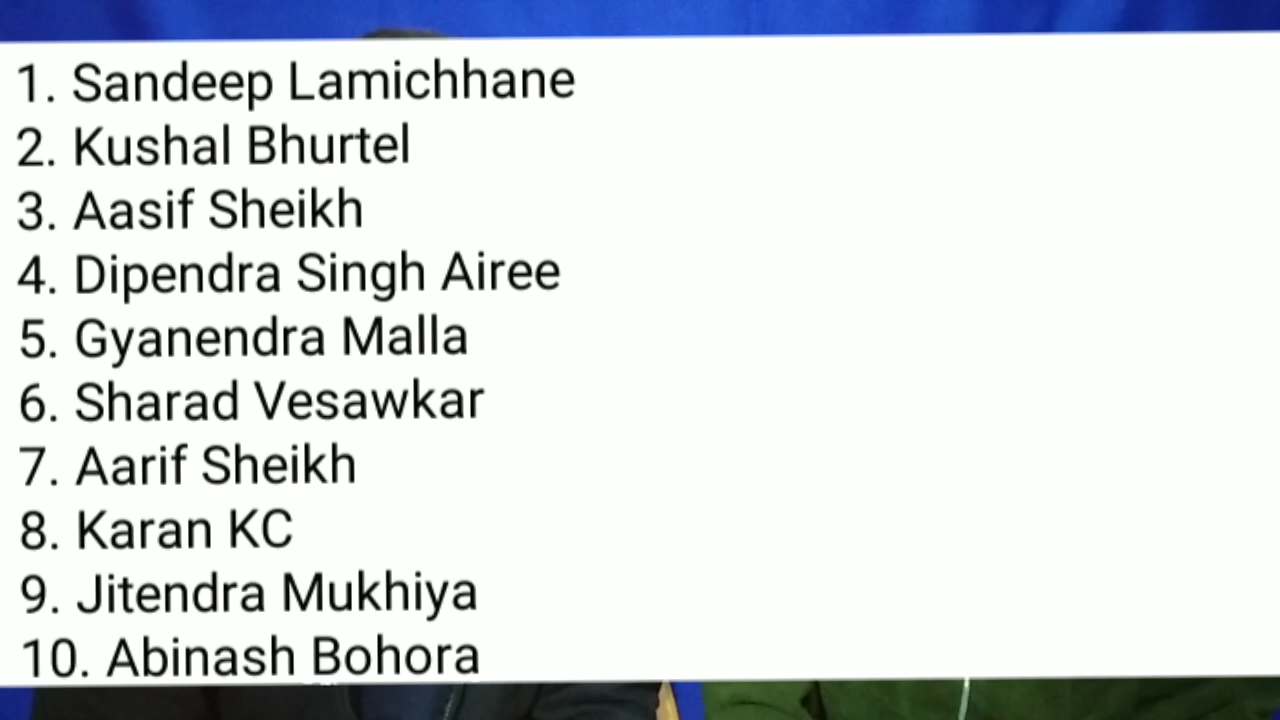 1. Sandeep Lamichhane
2. Kushal Bhurtel
3. Aasif Sheikh
4. Dipendra Singh Airee
5. Gyanendra Malla
6. Sharad Vesawkar
7. Aarif Sheikh
8. Karan KC
9. Jitendra Mukhiya
10. Abinash Bohora